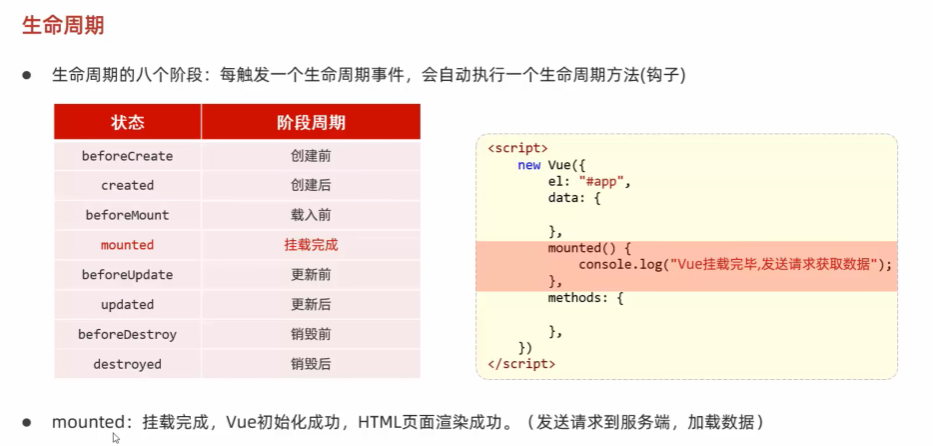 生命周期
● 生命周期的八个阶段：每触发一个生命周期事件，会自动执行一个生命周期方法(钩子)
状态 阶段周期
beforeCreate 创建前
created 创建后
beforeMount 载入前
mounted 挂载完成
beforeUpdate 更新前
updated 更新后
beforeDestroy 销毁前
destroyed 销毁后
<script>
new Vue({
el: "#app",
data: {
},
mounted() {
console.log("Vue挂载完毕,发送请求获取数据");
},
methods: {
},
})
</script>
● mounted：挂载完成，Vue初始化成功，HTML页面渲染成功。（发送请求到服务端，加载数据）